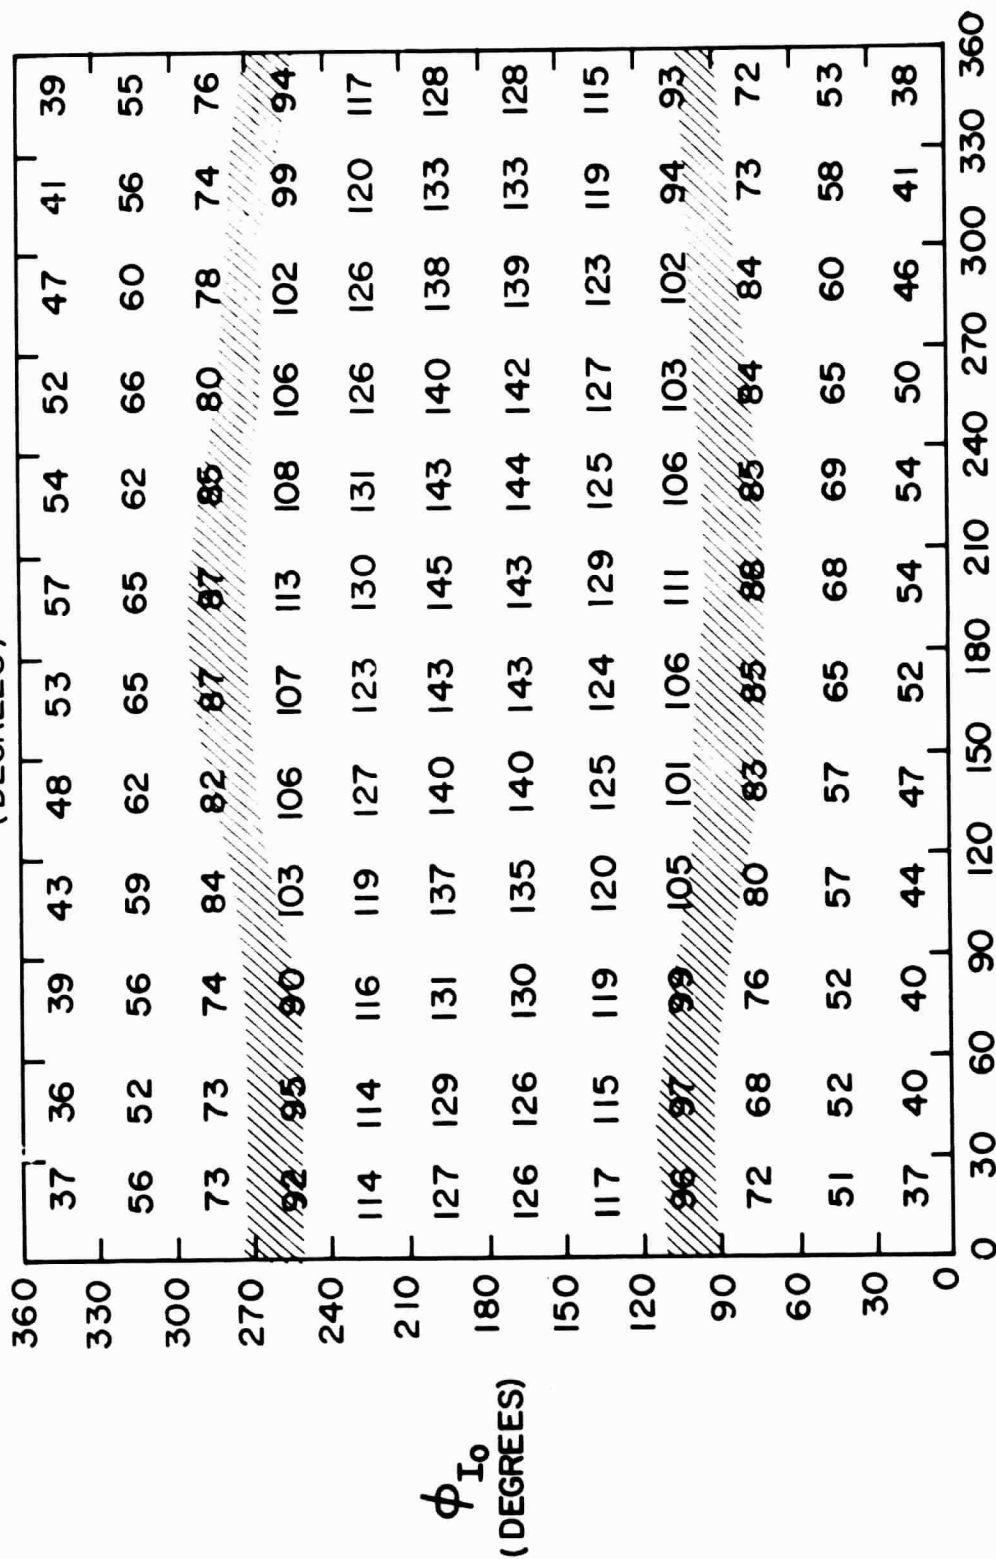 (DEGREES)
360 37 36 39 43 48 53 57 54 52 47 41 39
330 56 52 56 59 62 65 65 62 66 60 56 55
300 73 73 74 84 82 87 87 85 80 78 74 76
270 92 95 90 103 106 107 113 108 106 102 99 94
240 114 114 116 119 127 123 130 131 126 126 120 117
210 127 129 131 137 140 143 145 143 140 138 133 128
180 126 126 130 135 140 143 143 144 142 139 133 128
150 117 115 119 120 125 124 129 125 127 123 119 115
120 96 97 99 105 101 106 111 106 103 102 94 93
90 72 68 76 80 83 85 86 85 84 84 73 72
60 51 52 52 57 57 65 68 69 65 60 58 53
30 37 40 40 44 47 52 54 54 50 46 41 38
0
ϕI₀
(DEGREES)
0 30 60 90 120 150 180 210 240 270 300 330 360